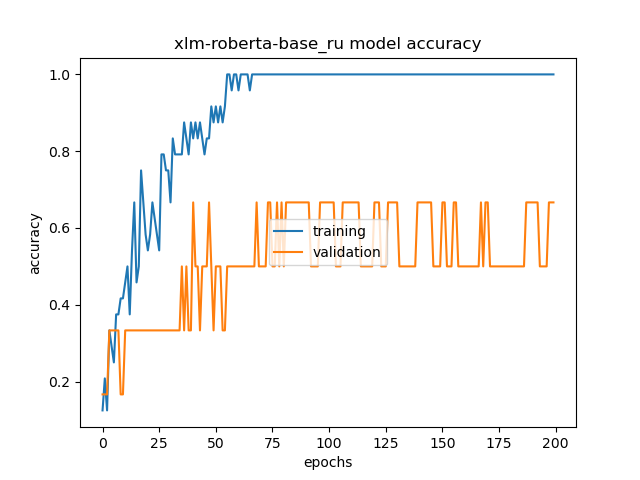 xlm-roberta-base_ru model accuracy
1.0
0.8
0.6
0.4
0.2
accuracy
training
validation
0 25 50 75 100 125 150 175 200
epochs